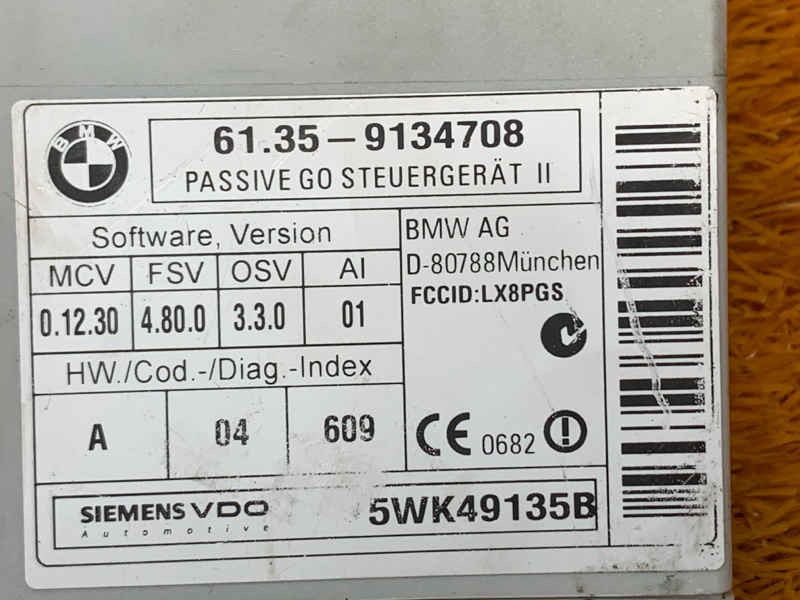 BMW
61.35-9134708
PASSIVE GO STEUERGERÄT II
Software, Version
MCV FSV OSV AI
0.12.30 4.80.0 3.3.0 01
HW./Cod.-/Diag.-Index
A 04 609
BMW AG
D-80788München
FCCID:LX8PGS
CE 0682
SIEMENS VDO
Automotive
5WK49135B